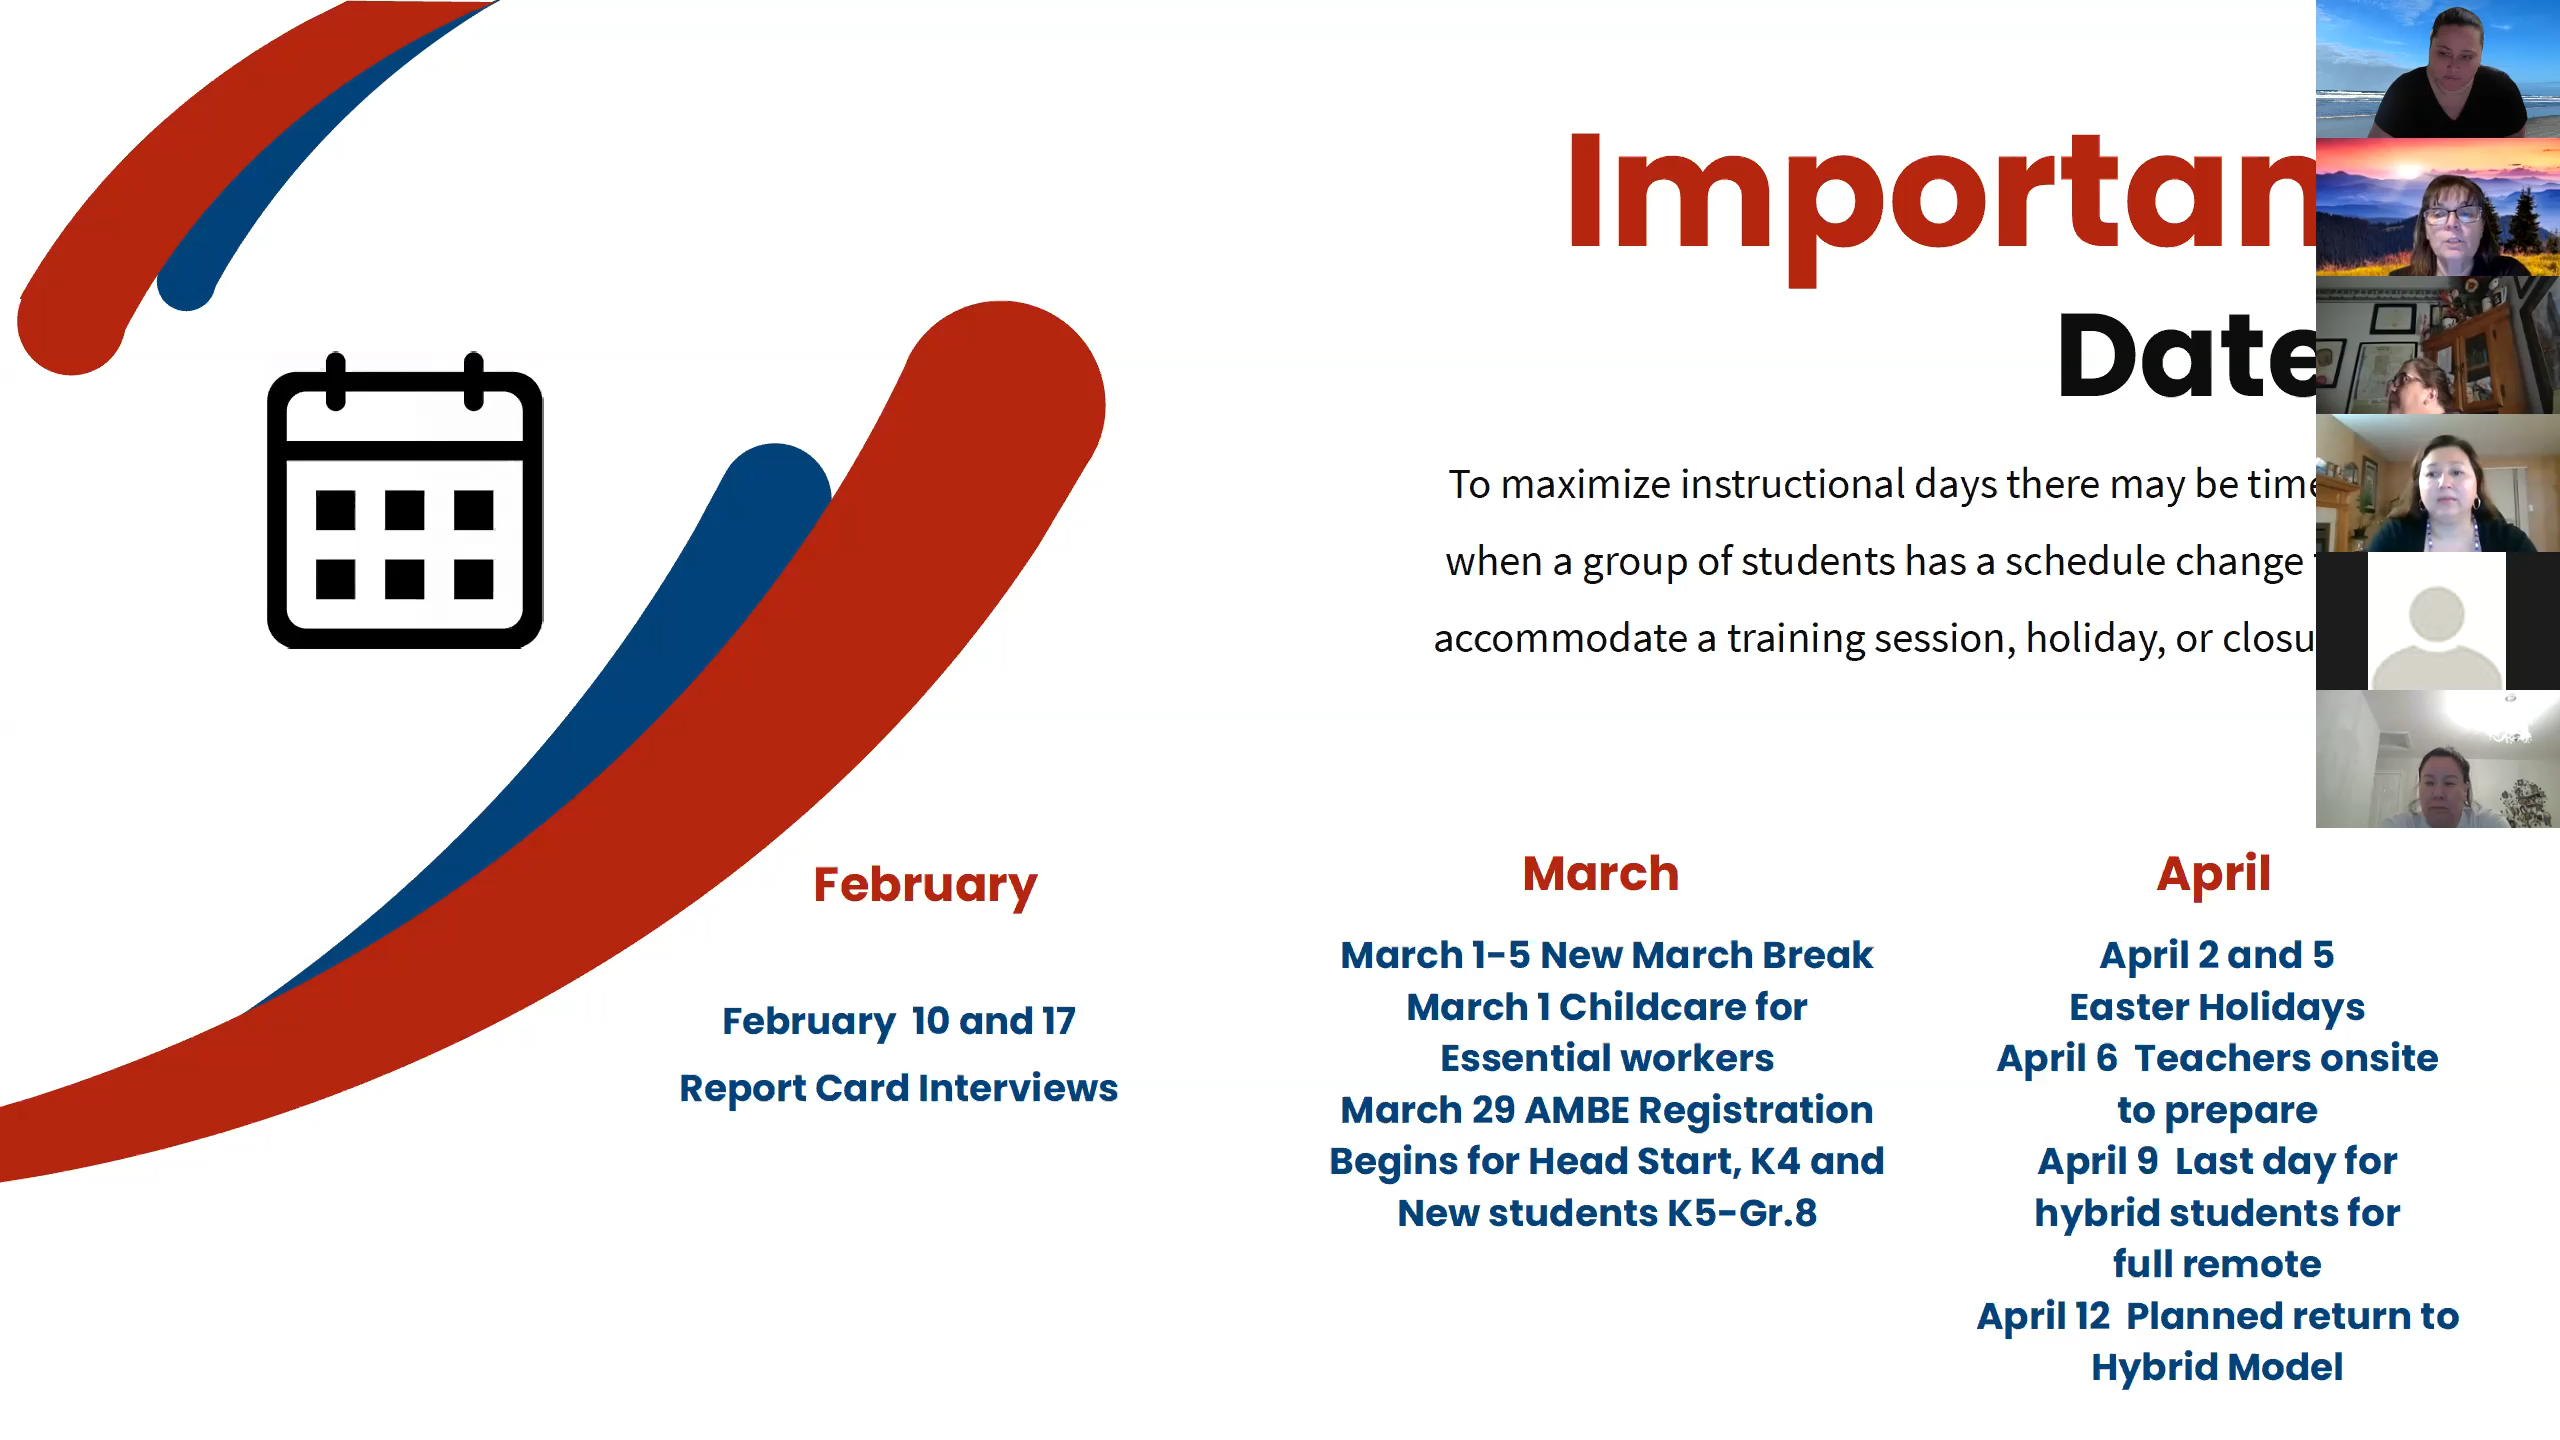 Importan
Date
To maximize instructional days there may be time
when a group of students has a schedule change
accommodate a training session, holiday, or closu
February
February 10 and 17
Report Card Interviews
March
March 1-5 New March Break
March 1 Childcare for
Essential workers
March 29 AMBE Registration
Begins for Head Start, K4 and
New students K5-Gr.8
April
April 2 and 5
Easter Holidays
April 6 Teachers onsite
to prepare
April 9 Last day for
hybrid students for
full remote
April 12 Planned return to
Hybrid Model